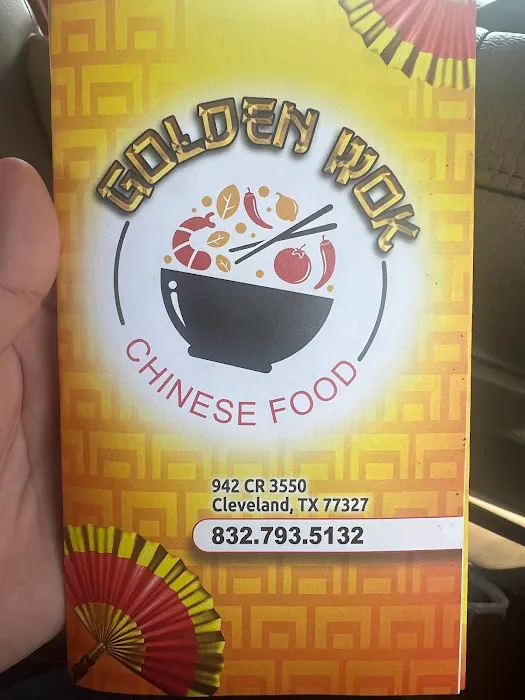 GOLDEN WOK
CHINESE FOOD
942 CR 3550
Cleveland, TX 77327
832.793.5132